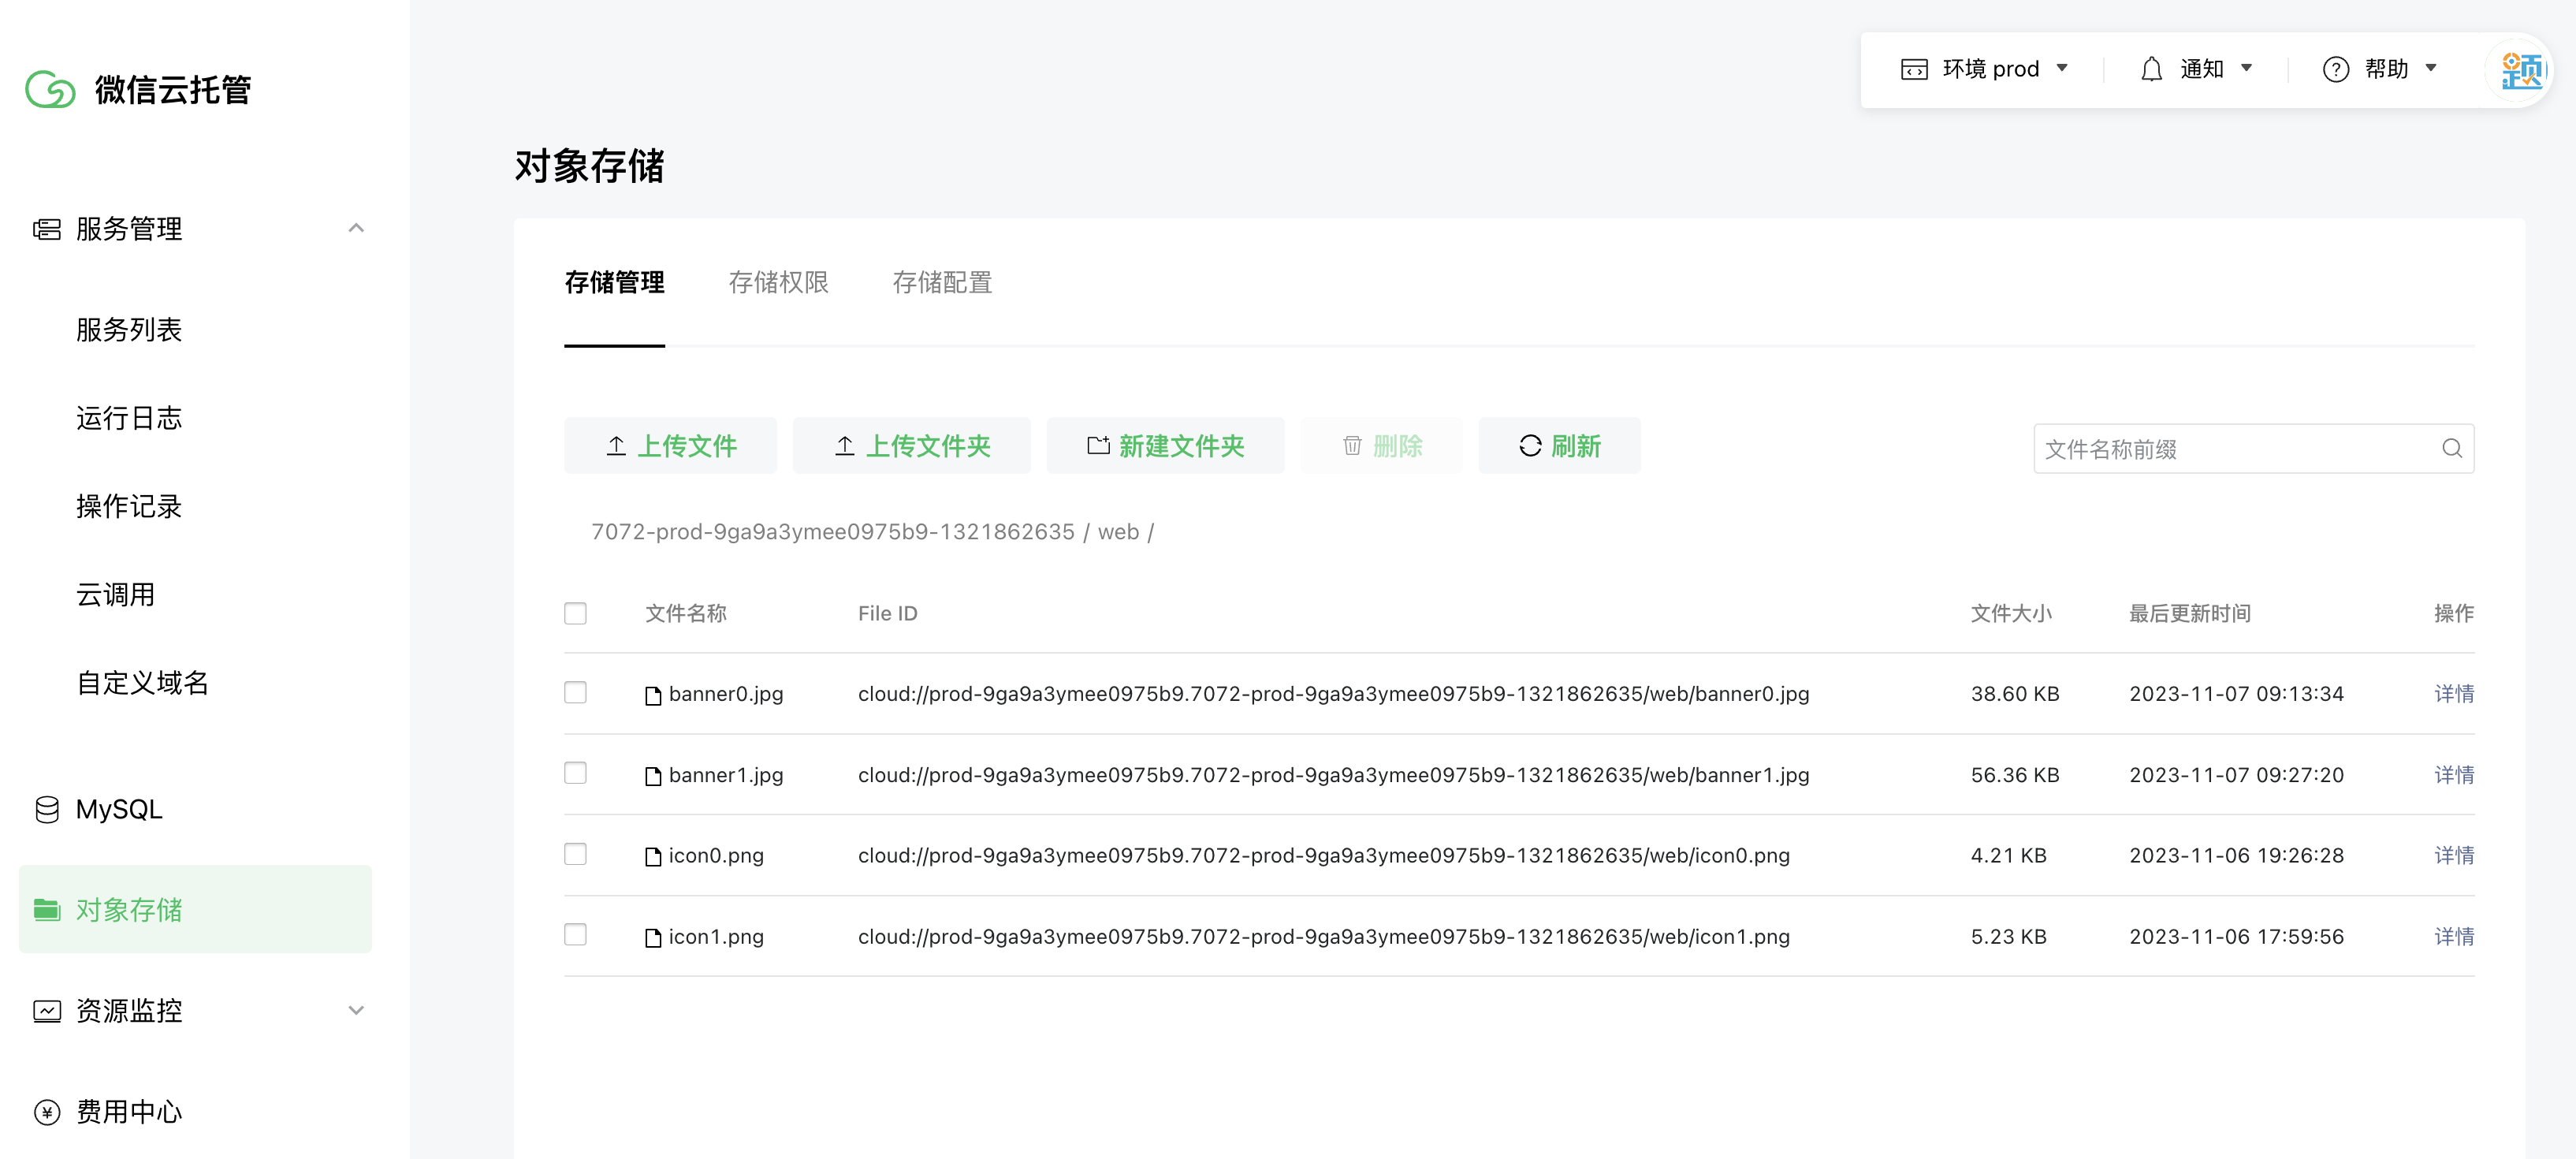 微信云托管
环境 prod 通知 帮助 题
服务管理
服务列表
运行日志
操作记录
云调用
自定义域名
MySQL
对象存储
资源监控
费用中心
对象存储
存储管理 存储权限 存储配置
上传文件 上传文件夹 新建文件夹 删除 刷新 文件名称前缀
7072-prod-9ga9a3ymee0975b9-1321862635 / web /
文件名称 File ID 文件大小 最后更新时间 操作
banner0.jpg cloud://prod-9ga9a3ymee0975b9.7072-prod-9ga9a3ymee0975b9-1321862635/web/banner0.jpg 38.60 KB 2023-11-07 09:13:34 详情
banner1.jpg cloud://prod-9ga9a3ymee0975b9.7072-prod-9ga9a3ymee0975b9-1321862635/web/banner1.jpg 56.36 KB 2023-11-07 09:27:20 详情
icon0.png cloud://prod-9ga9a3ymee0975b9.7072-prod-9ga9a3ymee0975b9-1321862635/web/icon0.png 4.21 KB 2023-11-06 19:26:28 详情
icon1.png cloud://prod-9ga9a3ymee0975b9.7072-prod-9ga9a3ymee0975b9-1321862635/web/icon1.png 5.23 KB 2023-11-06 17:59:56 详情